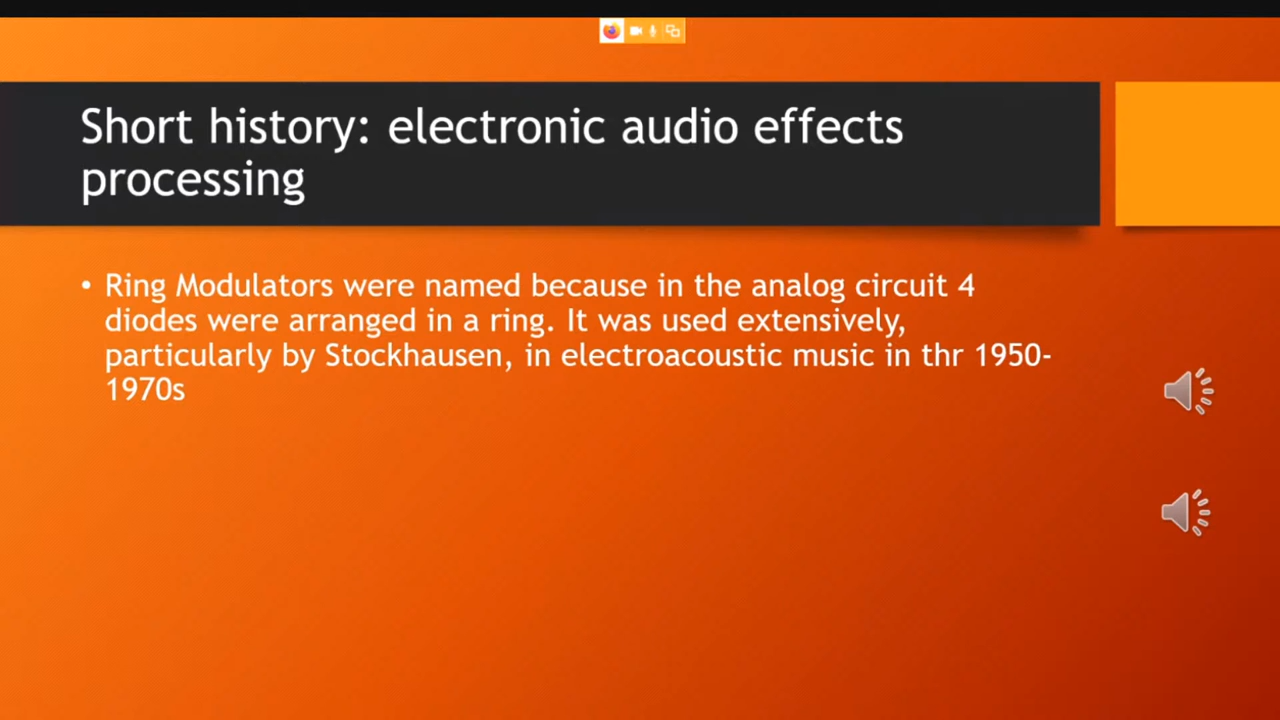 Short history: electronic audio effects
processing
• Ring Modulators were named because in the analog circuit 4
diodes were arranged in a ring. It was used extensively,
particularly by Stockhausen, in electroacoustic music in thr 1950-
1970s